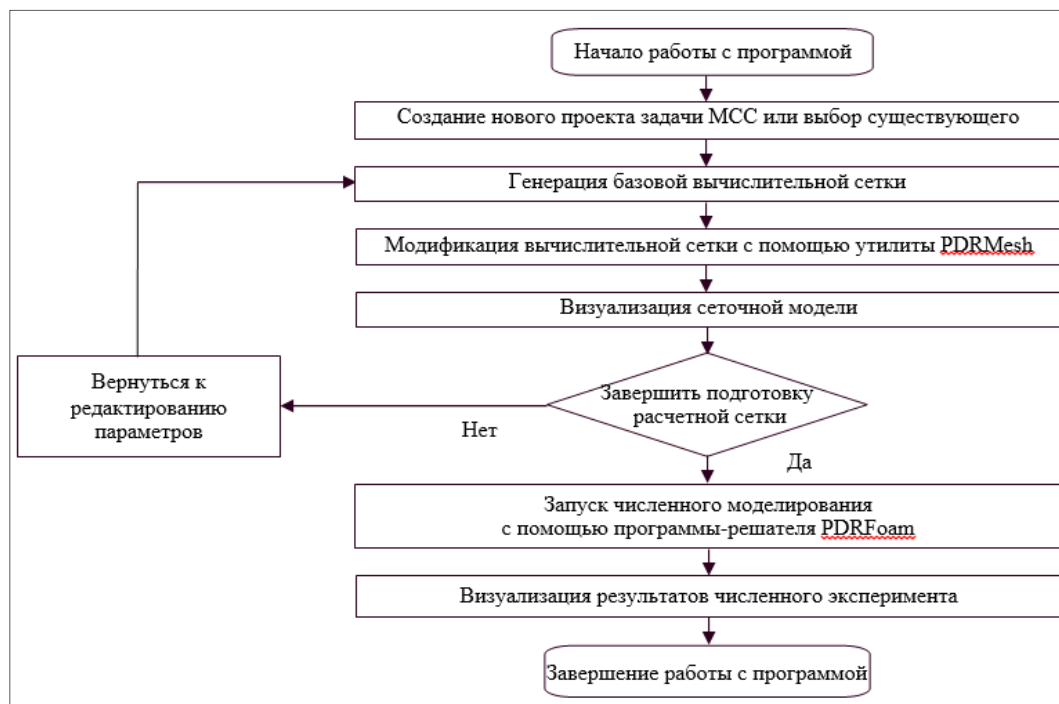 Начало работы с программой
Создание нового проекта задачи МСС или выбор существующего
Генерация базовой вычислительной сетки
Модификация вычислительной сетки с помощью утилиты PDRMesh
Визуализация сеточной модели
Завершить подготовку
расчетной сетки
Нет
Вернуться к
редактированию
параметров
Да
Запуск численного моделирования
с помощью программы-решателя PDRFoam
Визуализация результатов численного эксперимента
Завершение работы с программой